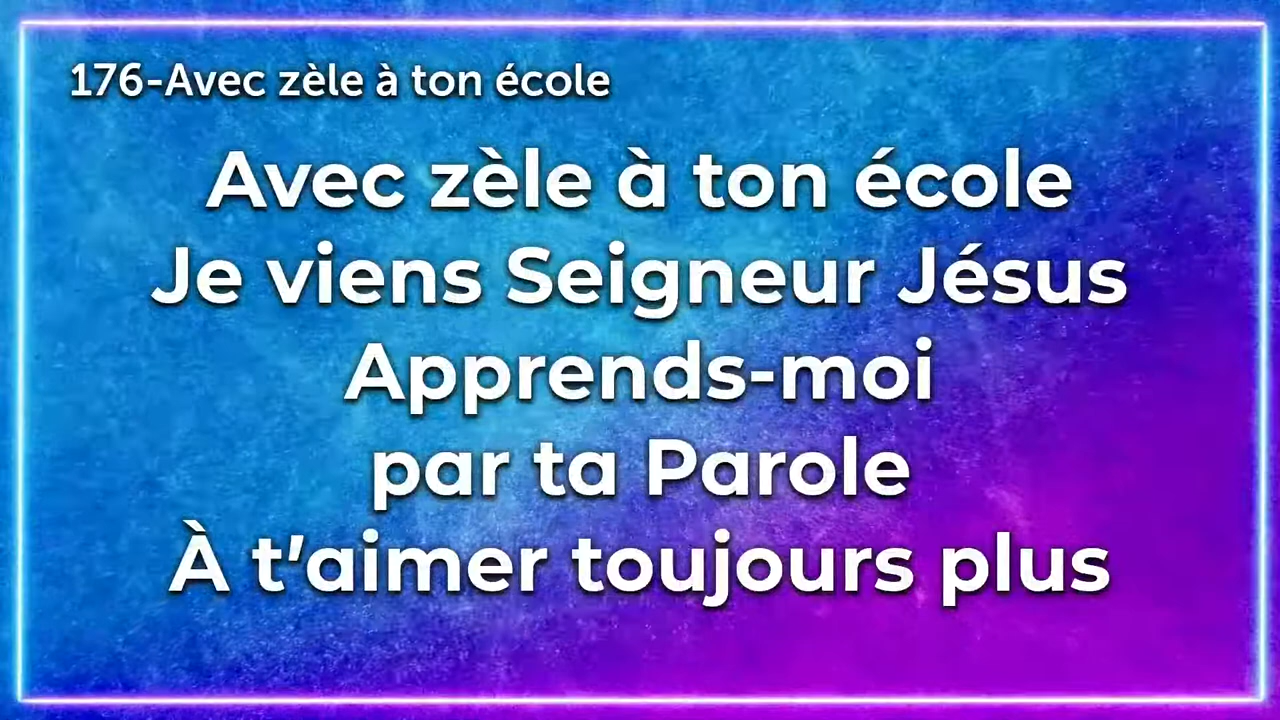 176-Avec zèle à ton école
Avec zèle à ton école
Je viens Seigneur Jésus
Apprends-moi
par ta Parole
À t'aimer toujours plus